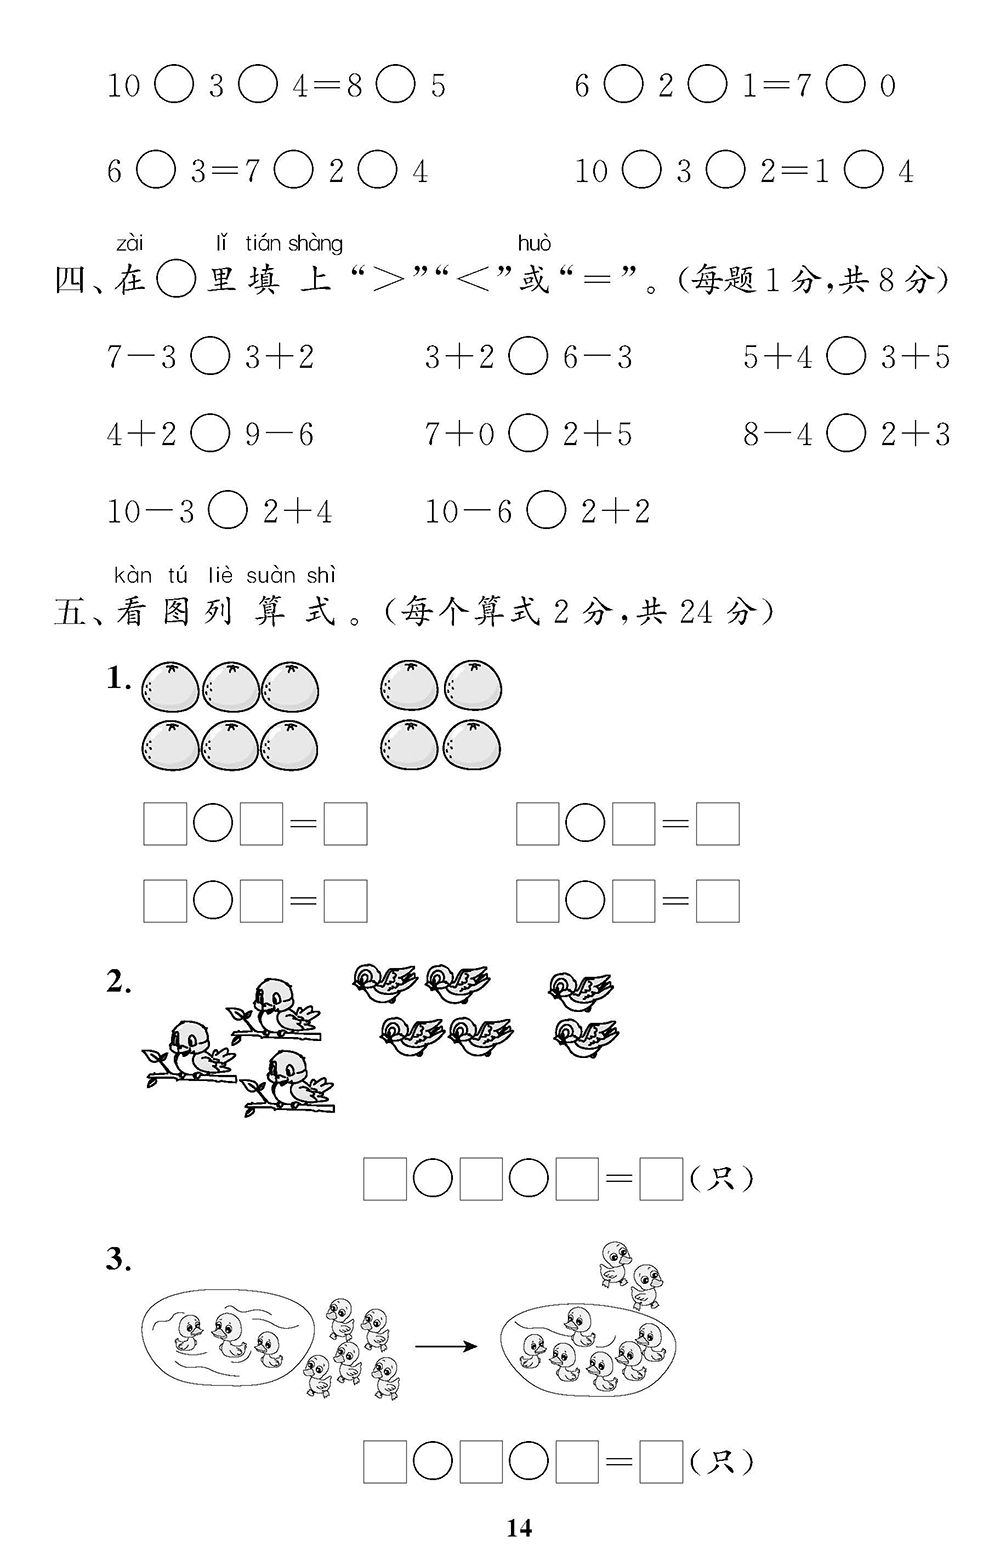 10 ○ 3 ○ 4=8 ○ 5 6 ○ 2 ○ 1=7 ○ 0
6 ○ 3=7 ○ 2 ○ 4 10 ○ 3 ○ 2=1 ○ 4
zài lǐ tián shàng huò
四、在 ○ 里填上“>”“<”或“=”。(每题1分,共8分)
7-3 ○ 3+2 3+2 ○ 6-3 5+4 ○ 3+5
4+2 ○ 9-6 7+0 ○ 2+5 8-4 ○ 2+3
10-3 ○ 2+4 10-6 ○ 2+2
kàn tú liè suàn shì
五、看图列算式。(每个算式2分,共24分)
1.
□○□=□ □○□=□
□○□=□ □○□=□
2.
□○□○□=□(只)
3.
□○□○□=□(只)
14